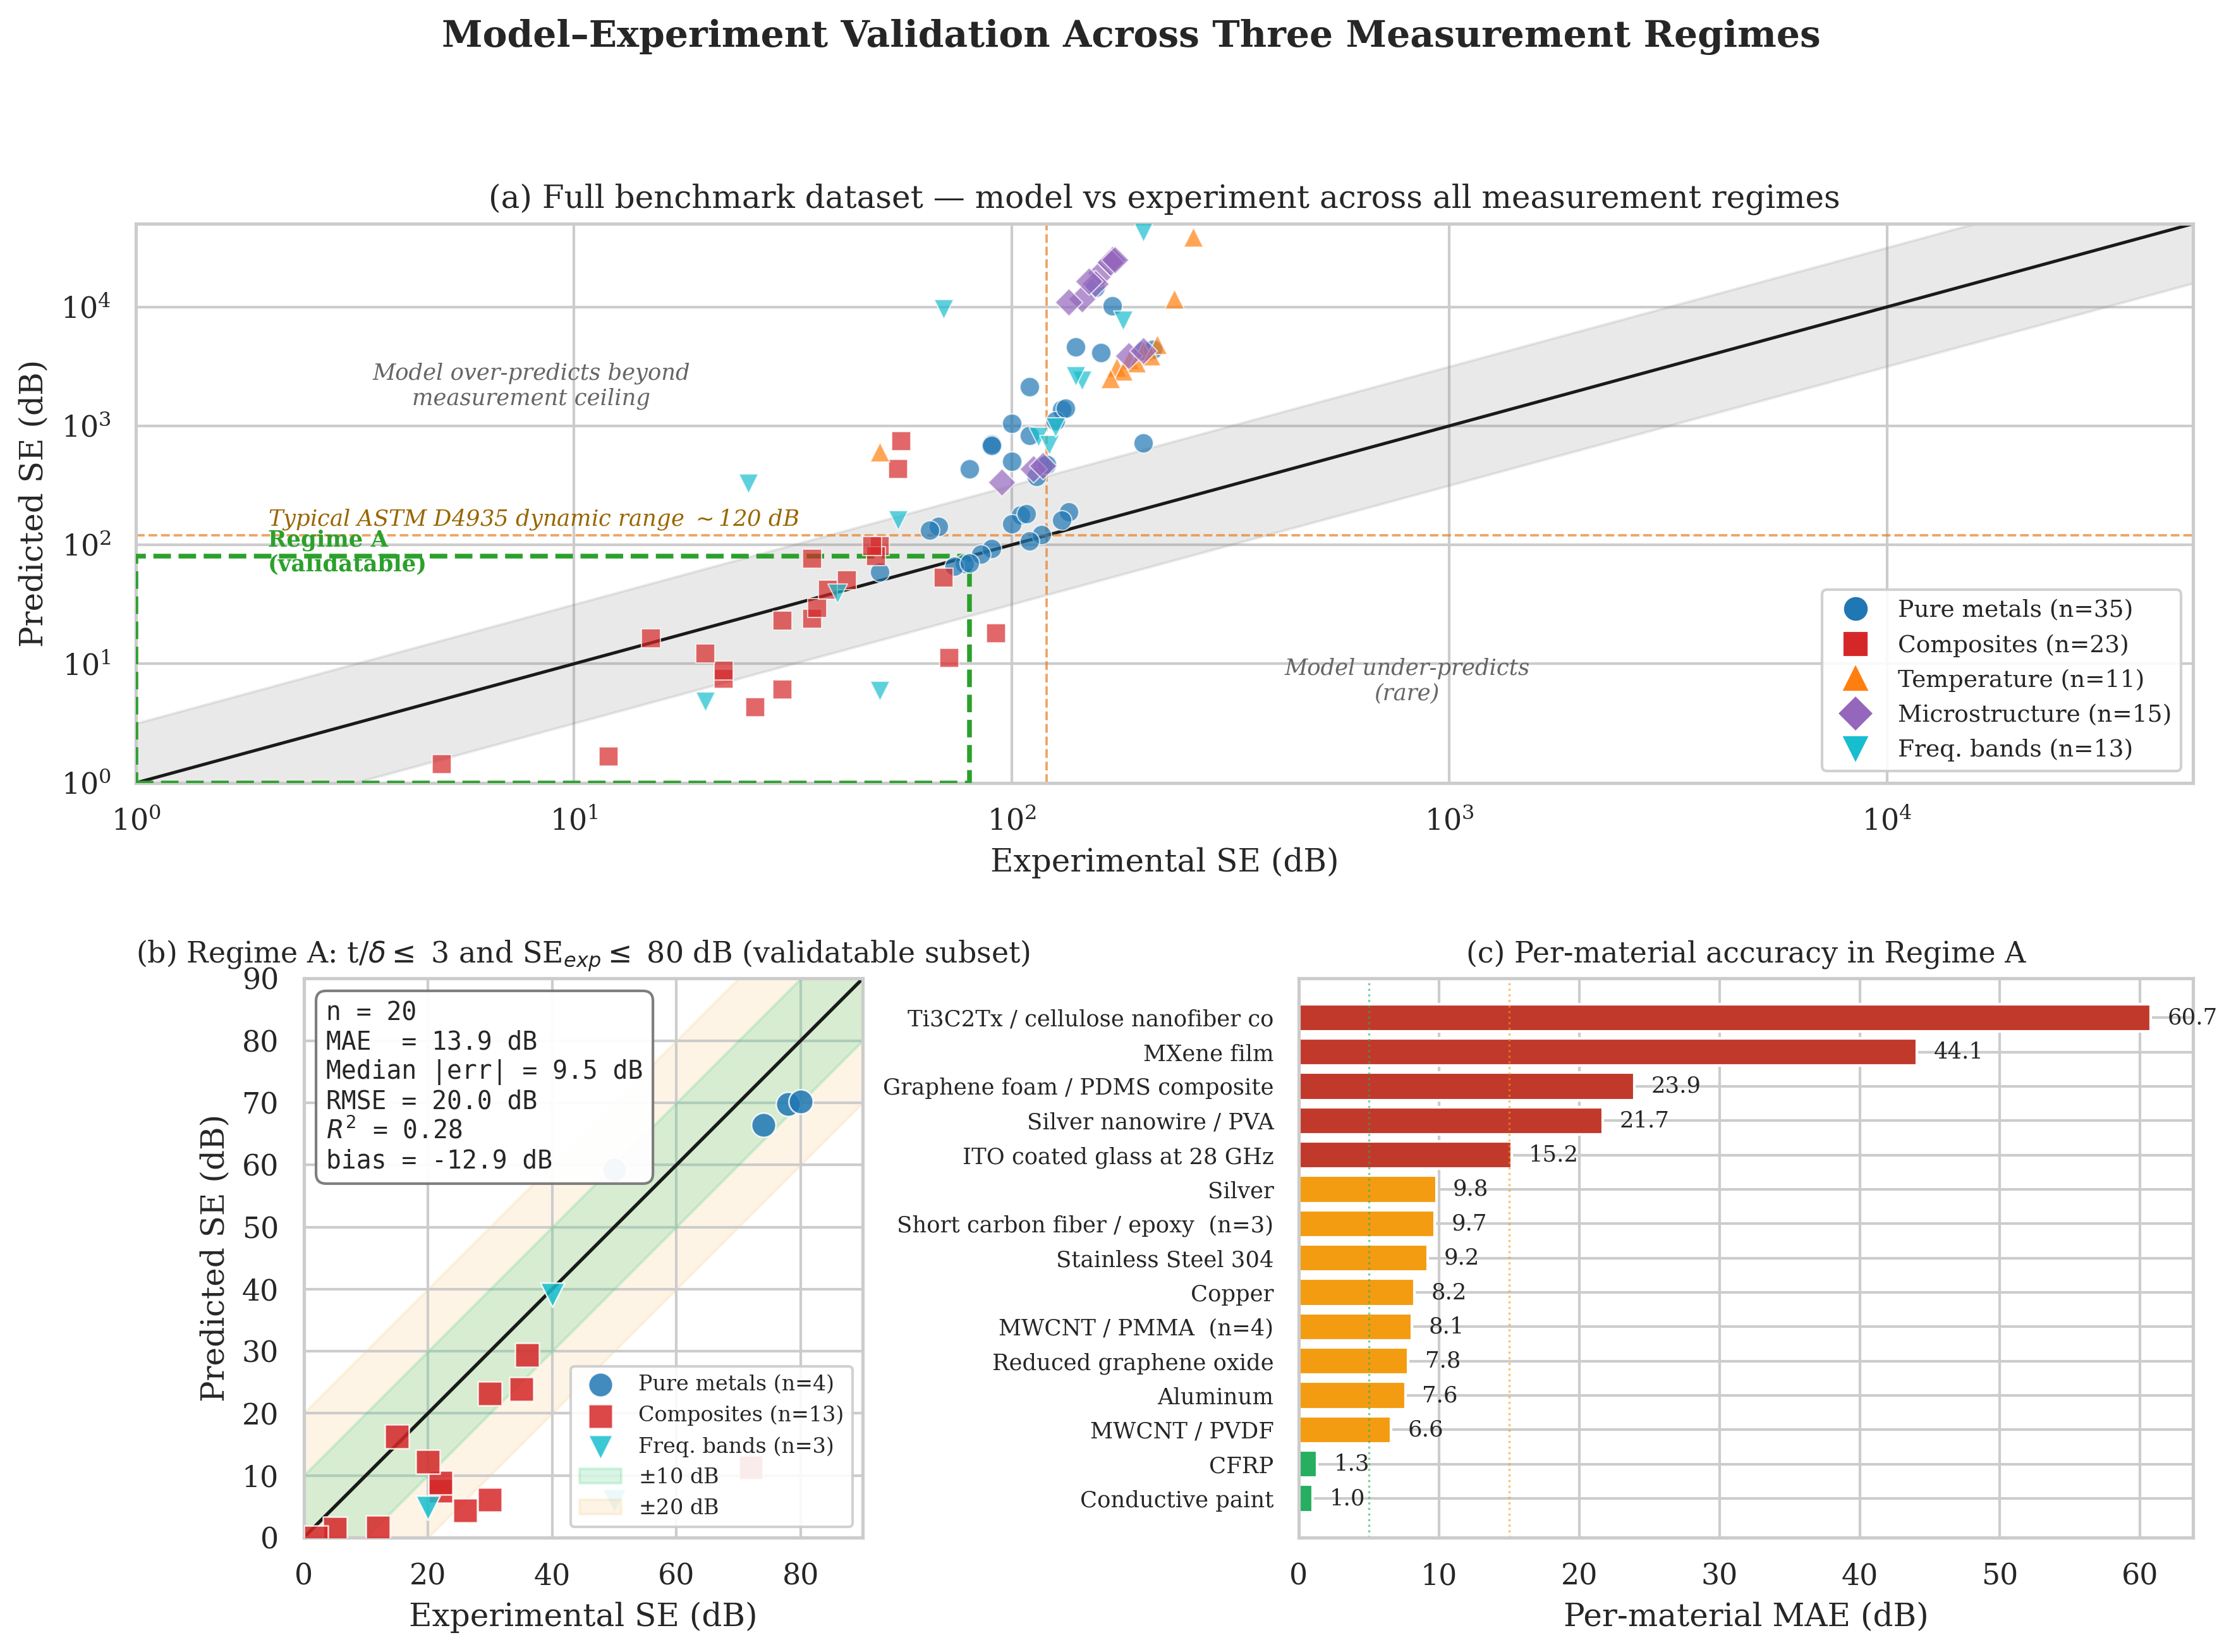 Model–Experiment Validation Across Three Measurement Regimes
(a) Full benchmark dataset — model vs experiment across all measurement regimes
Predicted SE (dB)
10⁴
10³
10²
10¹
10⁰
Model over-predicts beyond
measurement ceiling
Typical ASTM D4935 dynamic range ~120 dB
Regime A
(validatable)
Model under-predicts
(rare)
Pure metals (n=35)
Composites (n=23)
Temperature (n=11)
Microstructure (n=15)
Freq. bands (n=13)
10⁰ 10¹ 10² 10³ 10⁴
Experimental SE (dB)
(b) Regime A: t/δ ≤ 3 and SE_exp ≤ 80 dB (validatable subset)
Predicted SE (dB)
90
80
70
60
50
40
30
20
10
0
n = 20
MAE = 13.9 dB
Median |err| = 9.5 dB
RMSE = 20.0 dB
R² = 0.28
bias = -12.9 dB
Pure metals (n=4)
Composites (n=13)
Freq. bands (n=3)
±10 dB
±20 dB
0 20 40 60 80
Experimental SE (dB)
(c) Per-material accuracy in Regime A
Ti3C2Tx / cellulose nanofiber co 60.7
MXene film 44.1
Graphene foam / PDMS composite 23.9
Silver nanowire / PVA 21.7
ITO coated glass at 28 GHz 15.2
Silver 9.8
Short carbon fiber / epoxy (n=3) 9.7
Stainless Steel 304 9.2
Copper 8.2
MWCNT / PMMA (n=4) 8.1
Reduced graphene oxide 7.8
Aluminum 7.6
MWCNT / PVDF 6.6
CFRP 1.3
Conductive paint 1.0
0 10 20 30 40 50 60
Per-material MAE (dB)